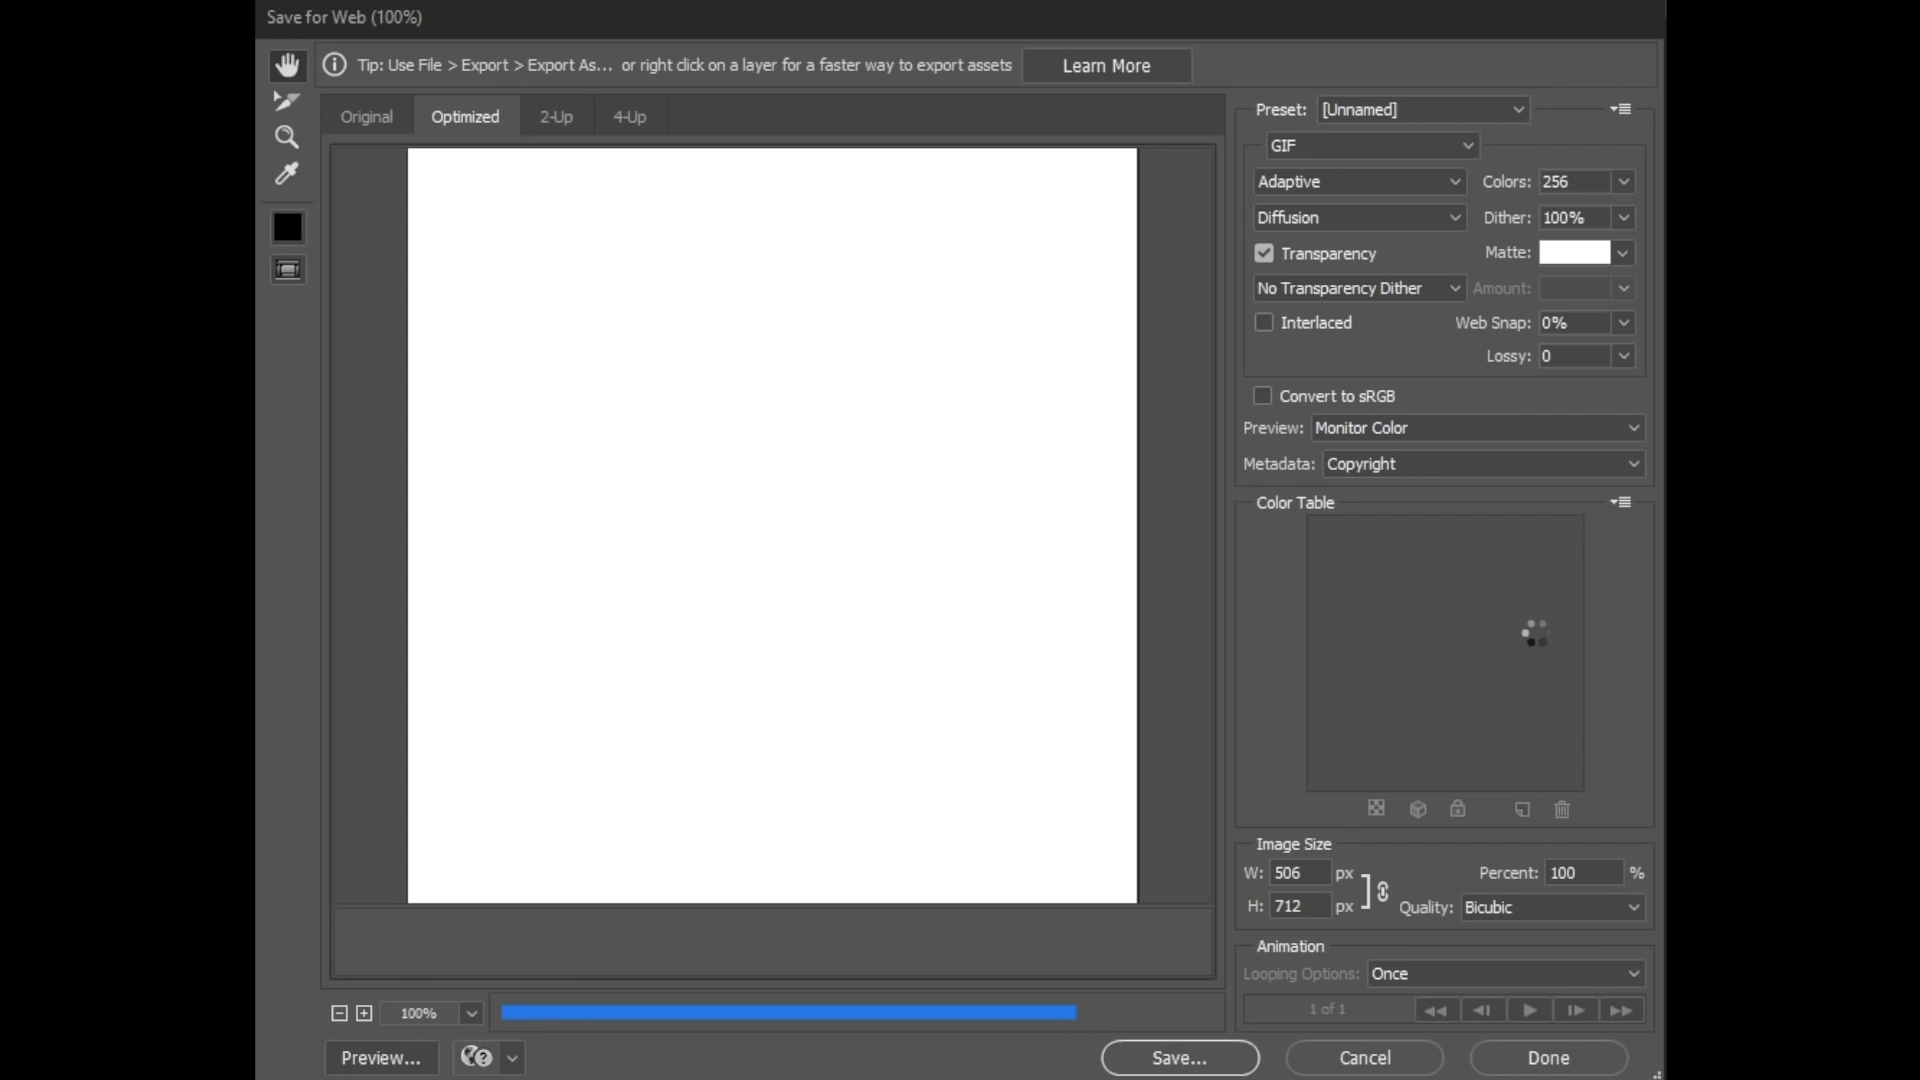 Save for Web (100%)
Tip: Use File > Export > Export As... or right click on a layer for a faster way to export assets
Learn More
Original
Optimized
2-Up
4-Up
Preset: [Unnamed]
GIF
Adaptive
Colors: 256
Diffusion
Dither: 100%
Transparency
Matte:
No Transparency Dither
Amount:
Interlaced
Web Snap: 0%
Lossy: 0
Convert to sRGB
Preview: Monitor Color
Metadata: Copyright
Color Table
Image Size
W: 506 px
Percent: 100 %
H: 712 px
Quality: Bicubic
Animation
Looping Options: Once
1 of 1
100%
Preview...
Save...
Cancel
Done